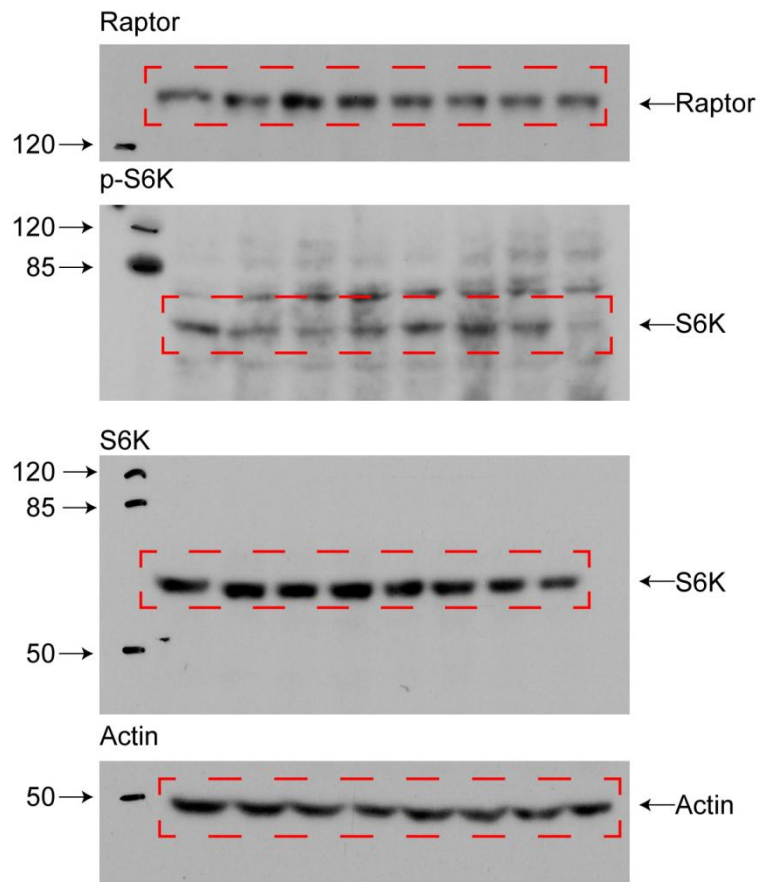 Raptor
←Raptor
120→
p-S6K
120→
85→
←S6K
S6K
120→
85→
←S6K
50→
Actin
50→
←Actin